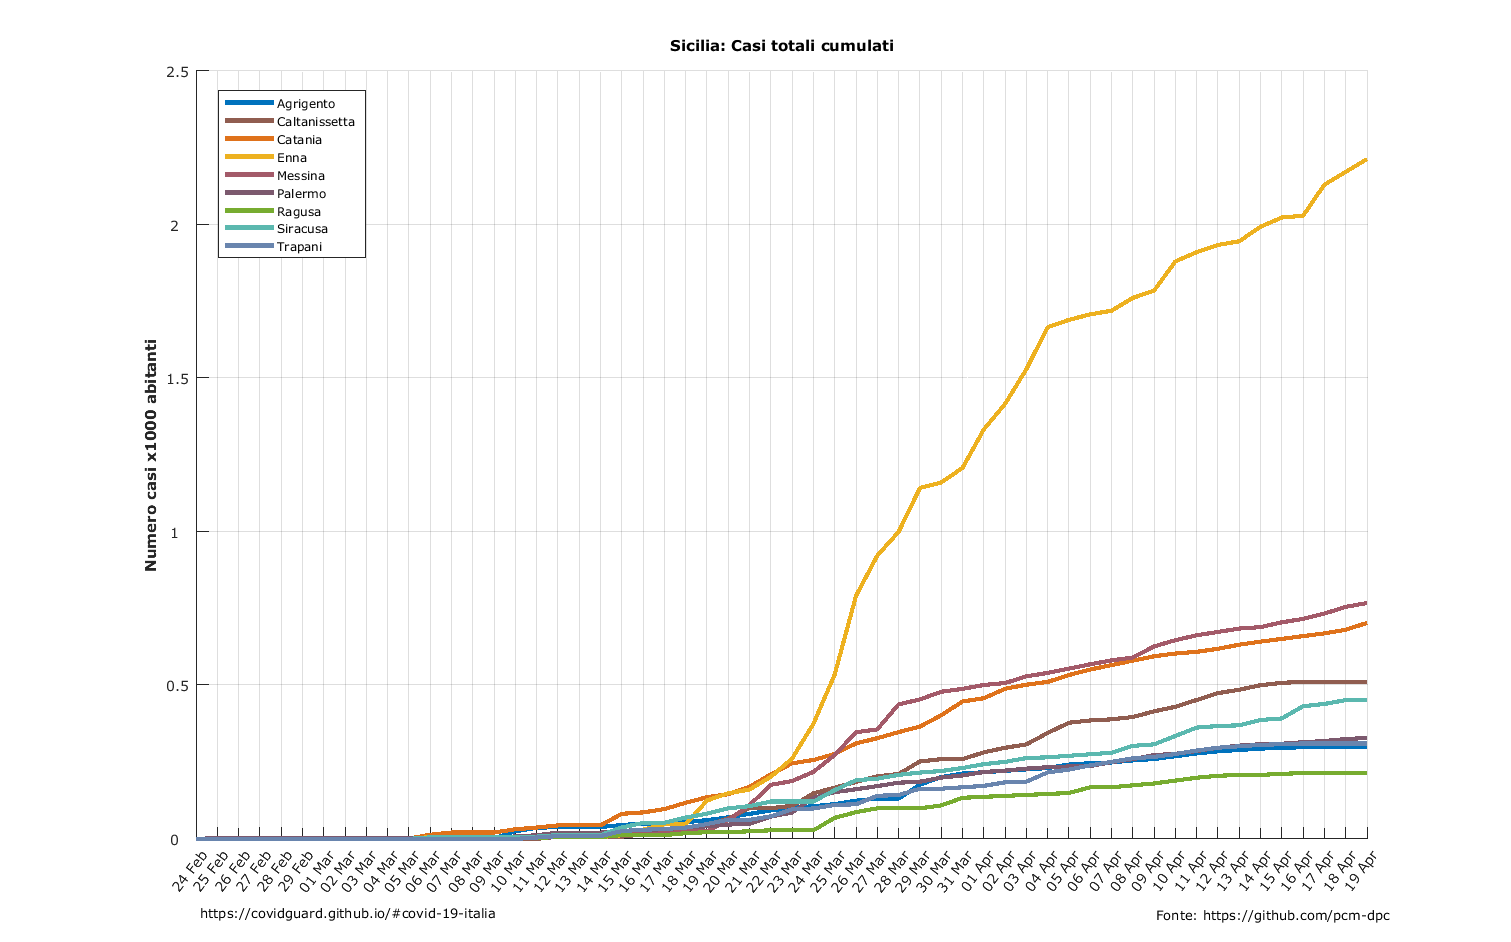 Sicilia: Casi totali cumulati
Numero casi x1000 abitanti
2.5
2
1.5
1
0.5
0
Agrigento
Caltanissetta
Catania
Enna
Messina
Palermo
Ragusa
Siracusa
Trapani
24 Feb
25 Feb
26 Feb
27 Feb
28 Feb
29 Feb
01 Mar
02 Mar
03 Mar
04 Mar
05 Mar
06 Mar
07 Mar
08 Mar
09 Mar
10 Mar
11 Mar
12 Mar
13 Mar
14 Mar
15 Mar
16 Mar
17 Mar
18 Mar
19 Mar
20 Mar
21 Mar
22 Mar
23 Mar
24 Mar
25 Mar
26 Mar
27 Mar
28 Mar
29 Mar
30 Mar
31 Mar
01 Apr
02 Apr
03 Apr
04 Apr
05 Apr
06 Apr
07 Apr
08 Apr
09 Apr
10 Apr
11 Apr
12 Apr
13 Apr
14 Apr
15 Apr
16 Apr
17 Apr
18 Apr
19 Apr
https://covidguard.github.io/#covid-19-italia
Fonte: https://github.com/pcm-dpc